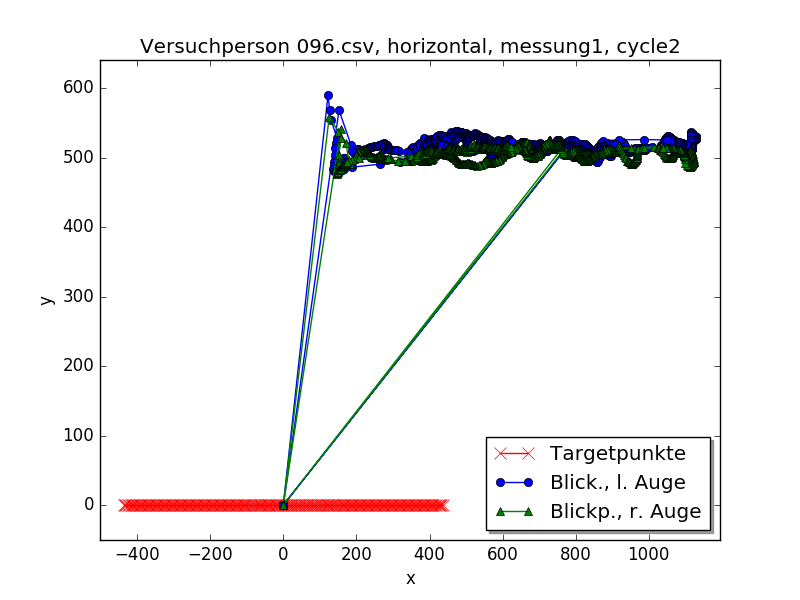 Versuchperson 096.csv, horizontal, messung1, cycle2
y
600
500
400
300
200
100
0
−400 −200 0 200 400 600 800 1000
x
Targetpunkte
Blick., l. Auge
Blickp., r. Auge